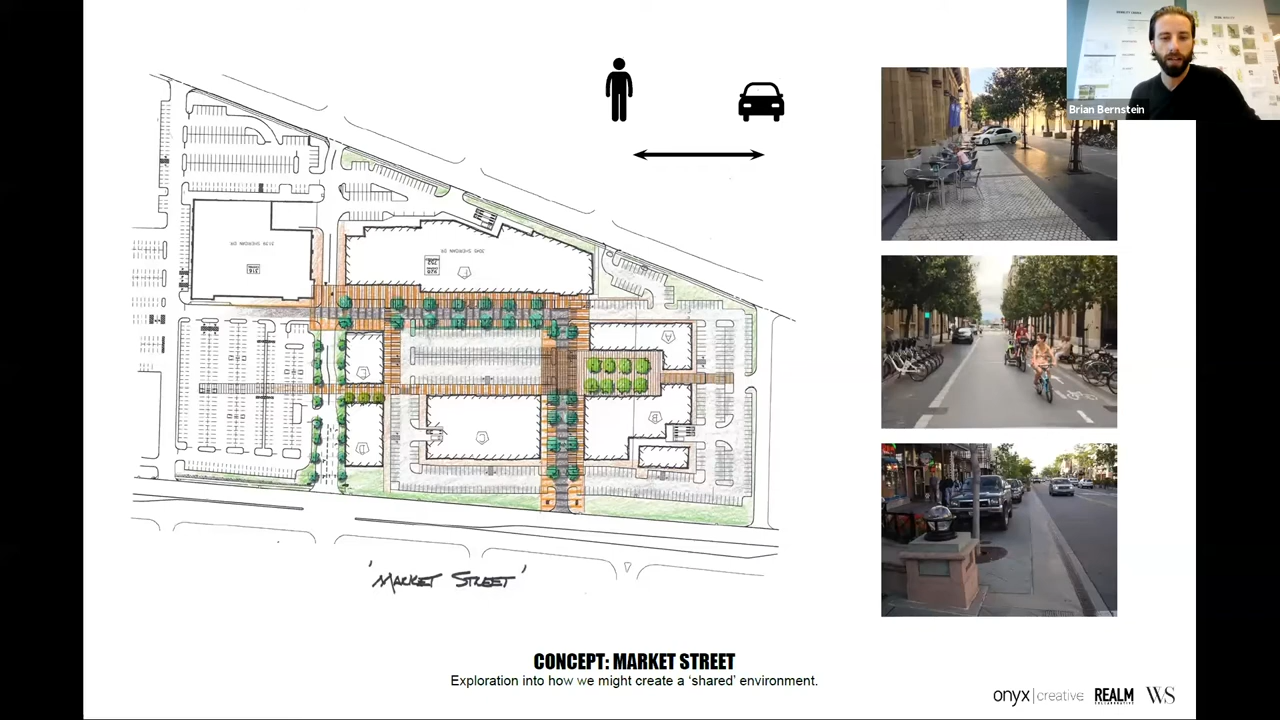 Brian Bernstein
'MARKET STREET'
CONCEPT: MARKET STREET
Exploration into how we might create a 'shared' environment.
onyx|creative
REALM
COLLABORATIVE
WS